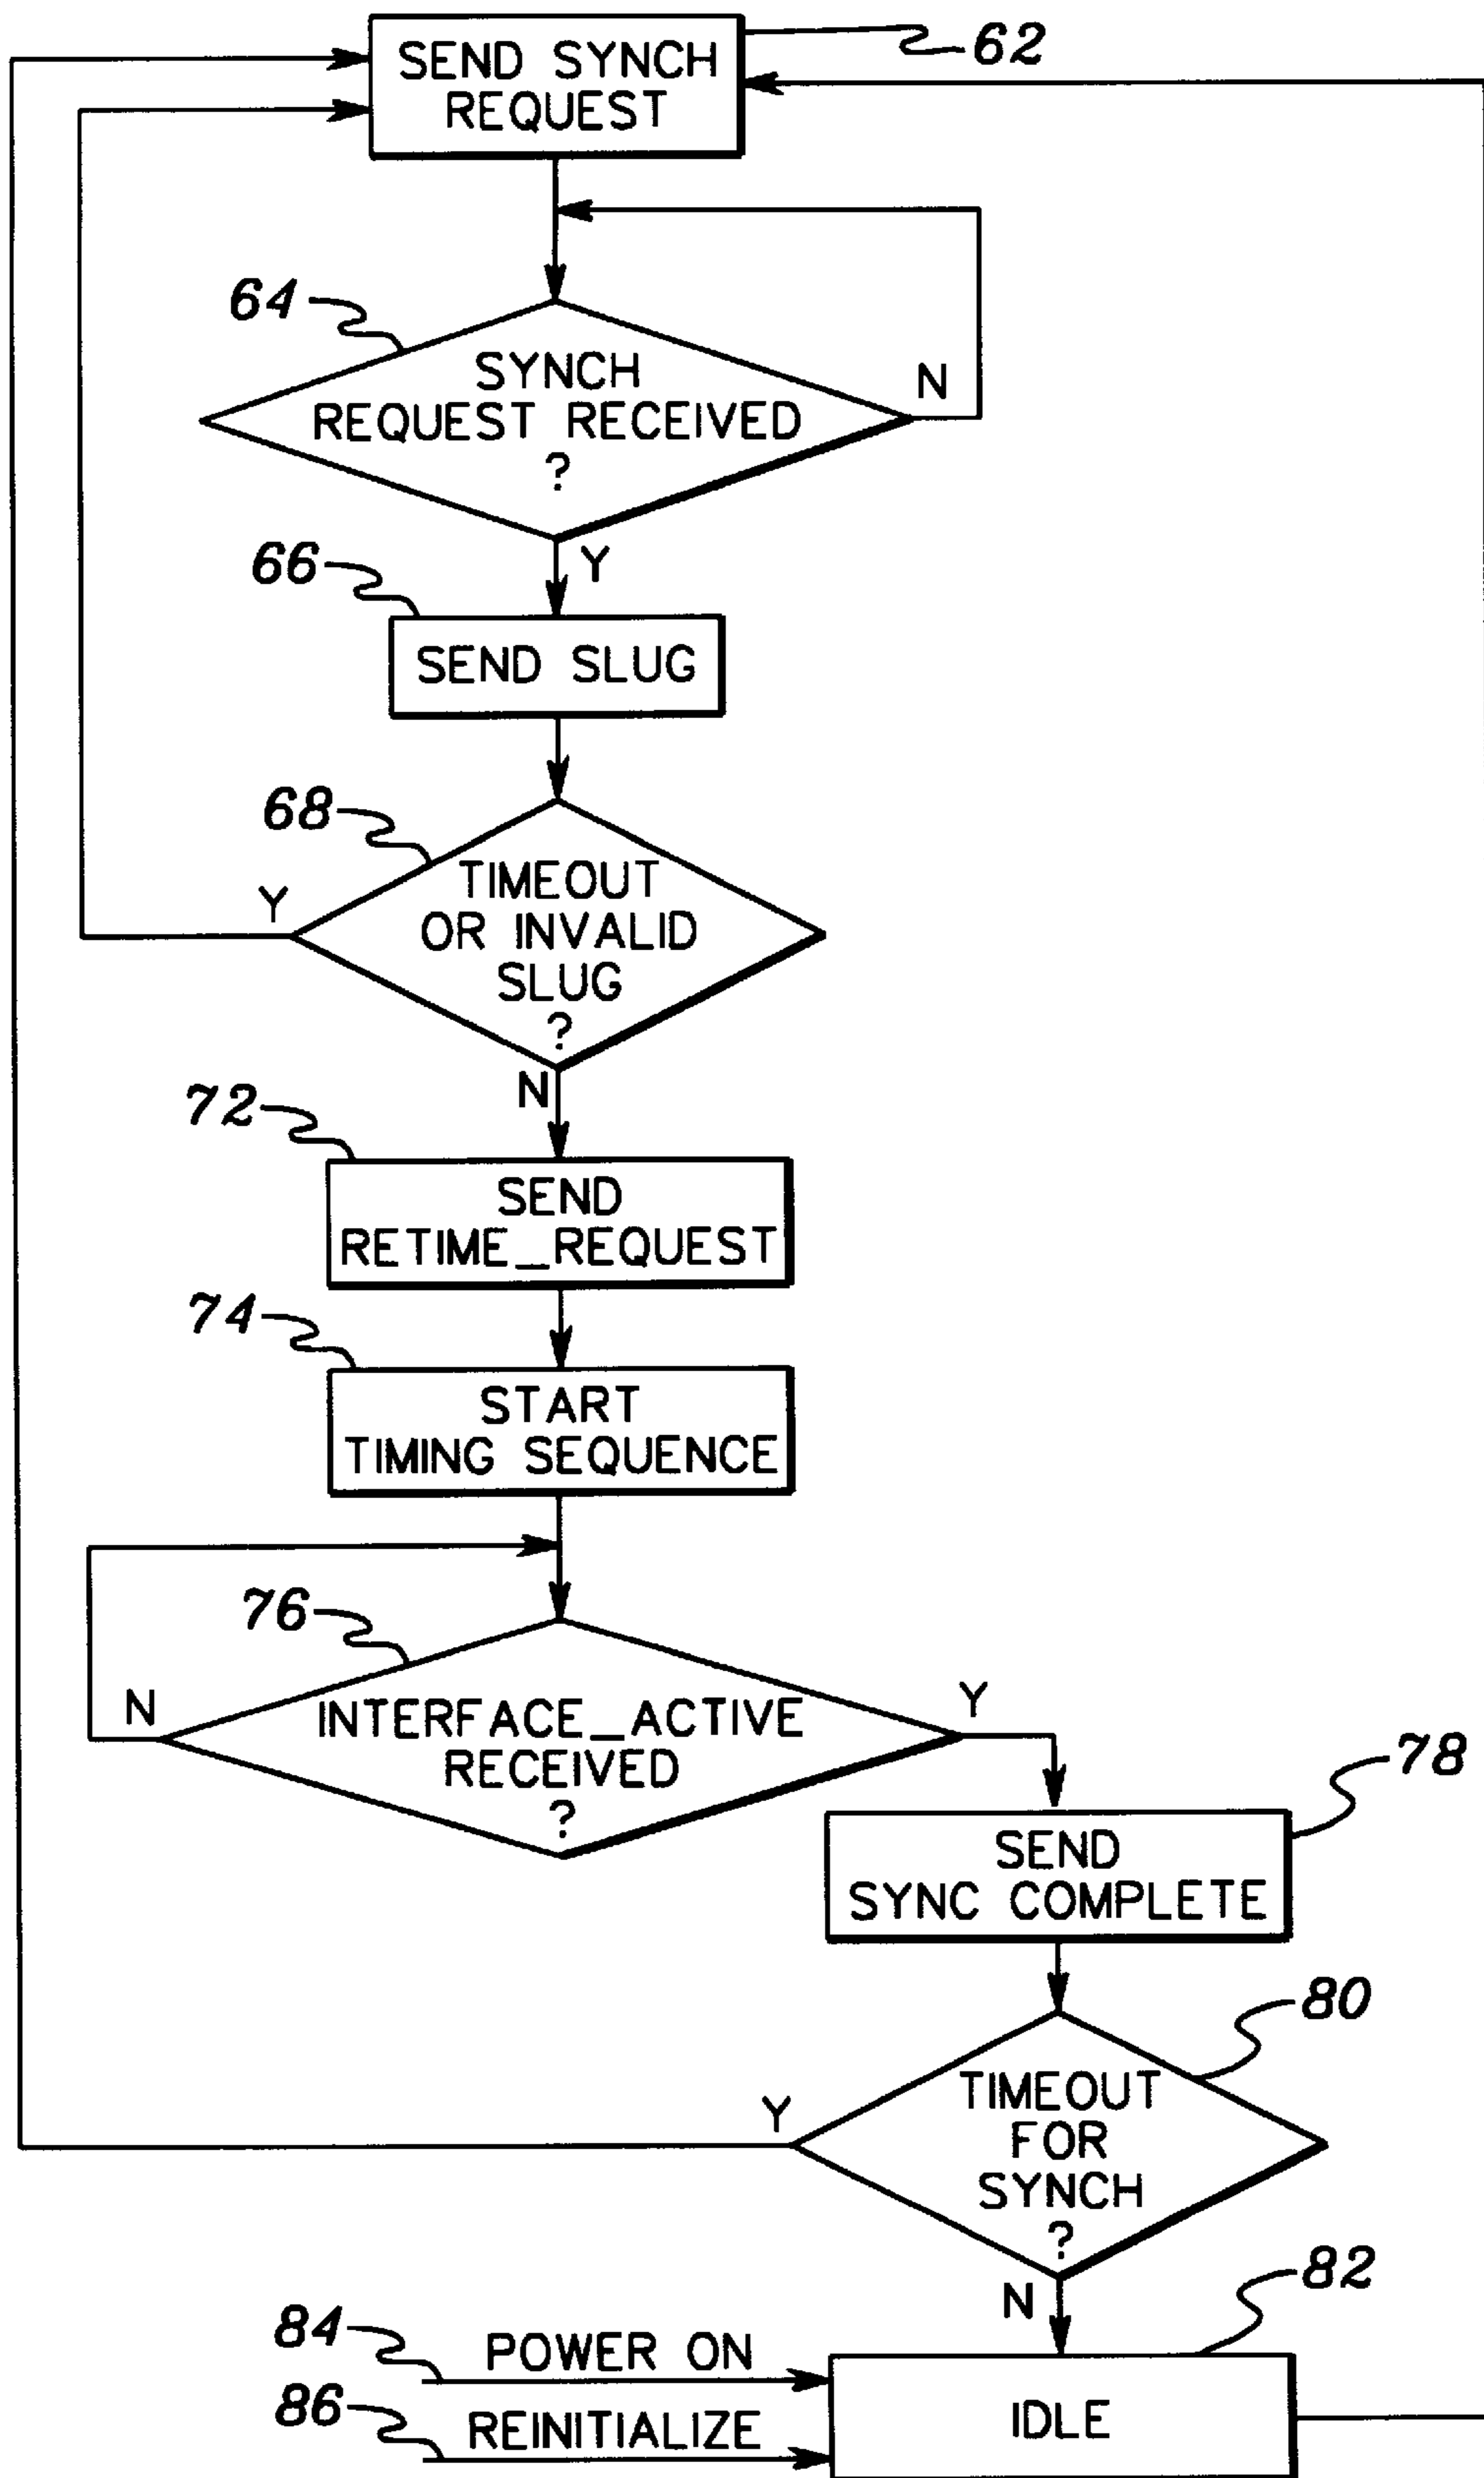 SEND SYNCH
REQUEST
62
64
SYNCH
REQUEST RECEIVED
?
N
Y
66
SEND SLUG
68
TIMEOUT
OR INVALID
SLUG
?
Y
N
72
SEND
RETIME_REQUEST
74
START
TIMING SEQUENCE
76
INTERFACE_ACTIVE
RECEIVED
?
N
Y
78
SEND
SYNC COMPLETE
80
TIMEOUT
FOR
SYNCH
?
Y
N
82
84
POWER ON
86
REINITIALIZE
IDLE